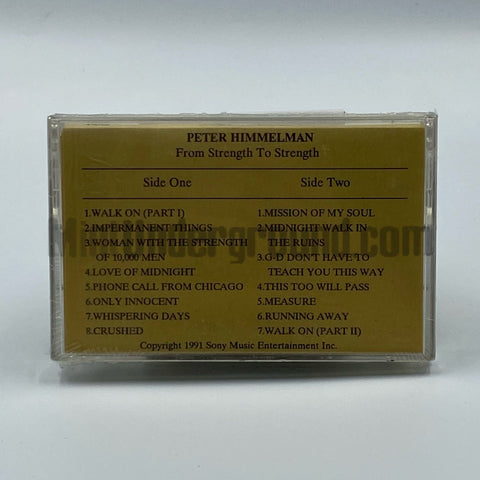 PETER HIMMELMAN
From Strength To Strength
Side One
1.WALK ON (PART I)
2.IMPERMANENT THINGS
3.WOMAN WITH THE STRENGTH
OF 10,000 MEN
4.LOVE OF MIDNIGHT
5.PHONE CALL FROM CHICAGO
6.ONLY INNOCENT
7.WHISPERING DAYS
8.CRUSHED
Side Two
1.MISSION OF MY SOUL
2.MIDNIGHT WALK IN
THE RUINS
3.G-D DON'T HAVE TO
TEACH YOU THIS WAY
4.THIS TOO WILL PASS
5.MEASURE
6.RUNNING AWAY
7.WALK ON (PART II)
Copyright 1991 Sony Music Entertainment Inc.